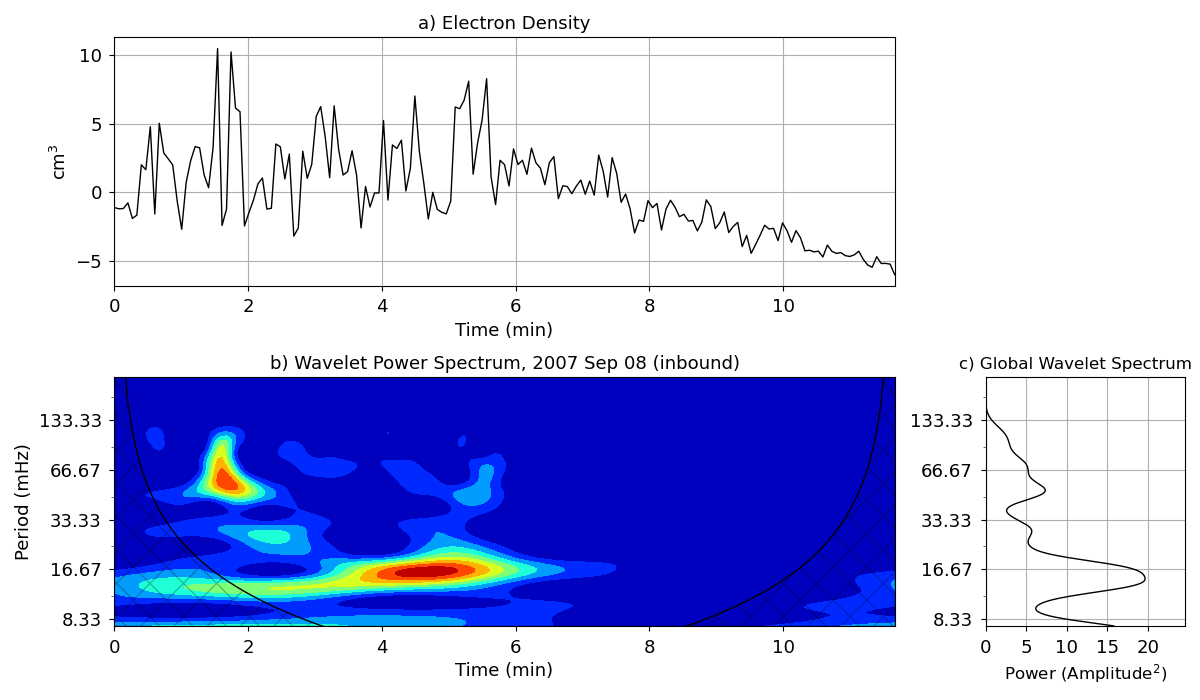 a) Electron Density
10
5
0
−5
cm³
0 2 4 6 8 10
Time (min)
b) Wavelet Power Spectrum, 2007 Sep 08 (inbound)
133.33
66.67
33.33
16.67
8.33
Period (mHz)
0 2 4 6 8 10
Time (min)
c) Global Wavelet Spectrum
133.33
66.67
33.33
16.67
8.33
0 5 10 15 20
Power (Amplitude²)